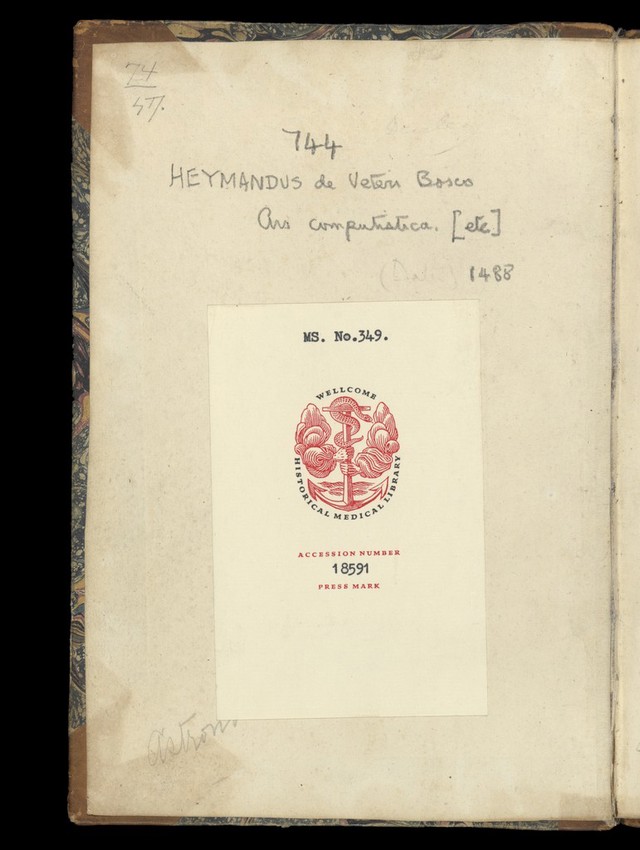 74
57.
744
HEYMANDUS de Veteri Bosco
Ars computistica. [etc]
1488
MS. No.349.
WELLCOME
HISTORICAL MEDICAL LIBRARY
ACCESSION NUMBER
18591
PRESS MARK
Astron.